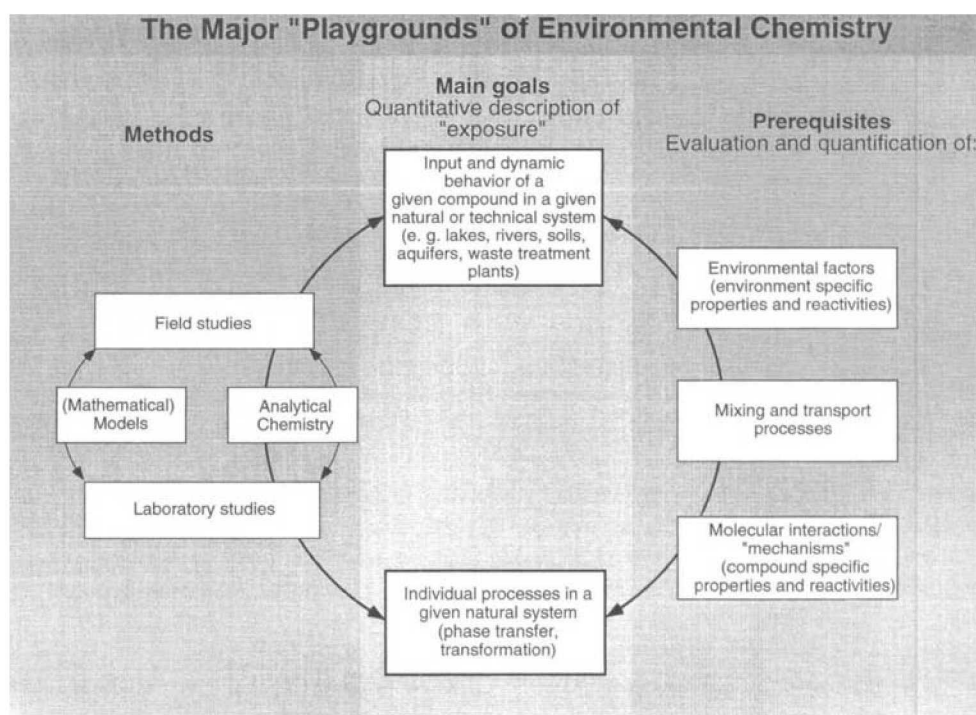 The Major "Playgrounds" of Environmental Chemistry
Methods
Main goals
Quantitative description of
"exposure"
Prerequisites
Evaluation and quantification of:
Input and dynamic
behavior of a
given compound in a given
natural or technical system
(e. g. lakes, rivers, soils,
aquifers, waste treatment
plants)
Field studies
(Mathematical)
Models
Analytical
Chemistry
Laboratory studies
Environmental factors
(environment specific
properties and reactivities)
Mixing and transport
processes
Molecular interactions/
"mechanisms"
(compound specific
properties and reactivities)
Individual processes in a
given natural system
(phase transfer,
transformation)